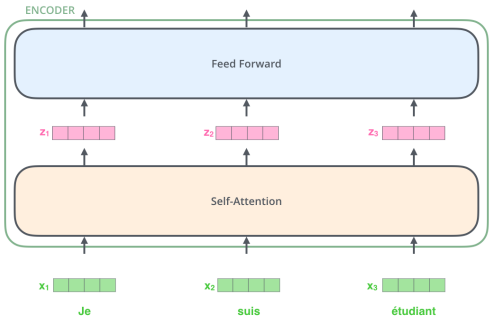 ENCODER
Feed Forward
z₁ z₂ z₃
Self-Attention
x₁ x₂ x₃
Je suis étudiant